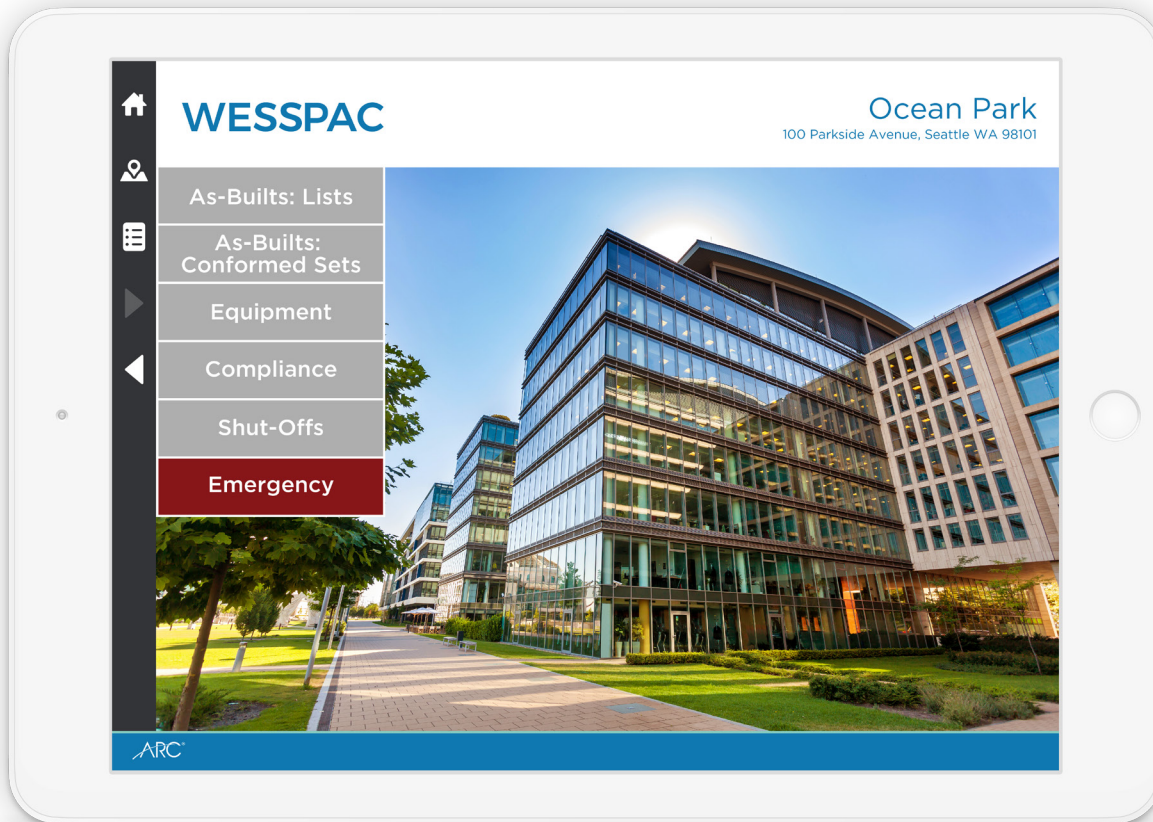 WESSPAC
Ocean Park
100 Parkside Avenue, Seattle WA 98101
As-Builts: Lists
As-Builts:
Conformed Sets
Equipment
Compliance
Shut-Offs
Emergency
ARC®